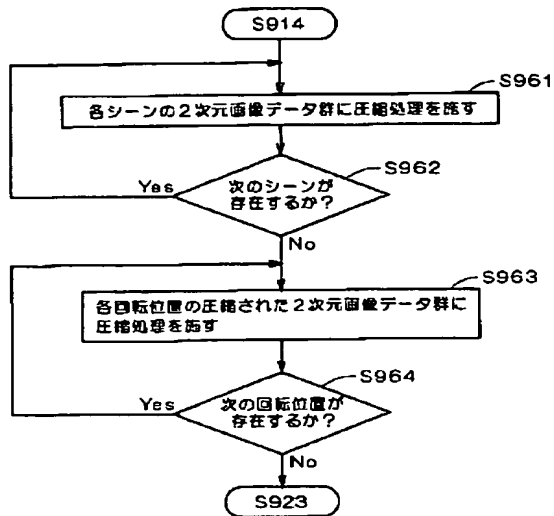 S914
S961
各シーンの2次元画像データ群に圧縮処理を施す
S962
次のシーンが
存在するか?
Yes
No
S963
各回転位置の圧縮された2次元画像データ群に
圧縮処理を施す
S964
次の回転位置が
存在するか?
Yes
No
S923